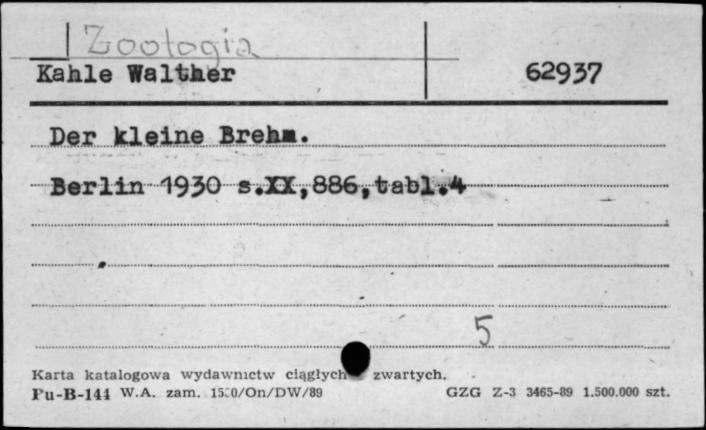 Zoologia
Kahle Walther 62937
Der kleine Brehm.
Berlin 1930 s.XX,886,tabl.4
5
Karta katalogowa wydawnictw ciągłych zwartych.
Pu-B-144 W.A. zam. /On/DW/89 GZG Z-3 3465-89 1.500.000 szt.